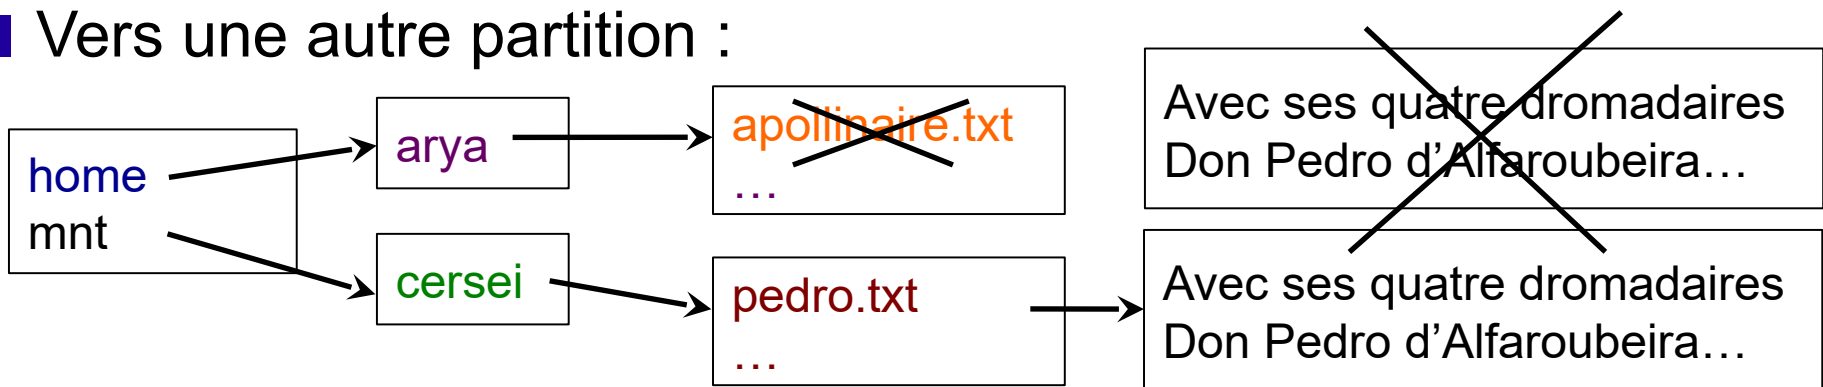 Vers une autre partition :
home
mnt
arya
cersei
apollinaire.txt
…
pedro.txt
…
Avec ses quatre dromadaires
Don Pedro d’Alfaroubeira…
Avec ses quatre dromadaires
Don Pedro d’Alfaroubeira…